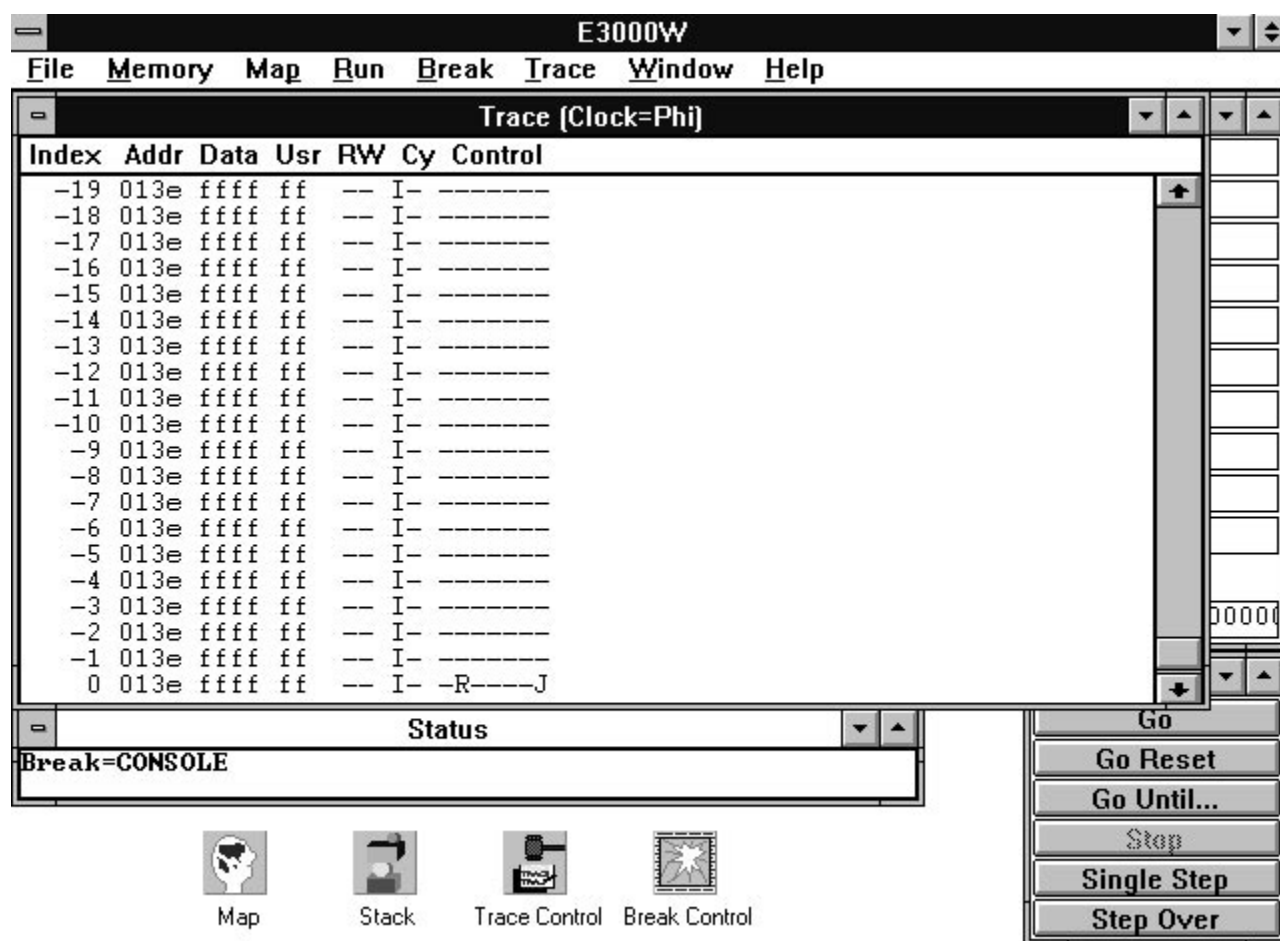 E3000W
File Memory Map Run Break Trace Window Help
Trace (Clock=Phi)
Index Addr Data Usr RW Cy Control
-19 013e ffff ff -- I- -------
-18 013e ffff ff -- I- -------
-17 013e ffff ff -- I- -------
-16 013e ffff ff -- I- -------
-15 013e ffff ff -- I- -------
-14 013e ffff ff -- I- -------
-13 013e ffff ff -- I- -------
-12 013e ffff ff -- I- -------
-11 013e ffff ff -- I- -------
-10 013e ffff ff -- I- -------
-9 013e ffff ff -- I- -------
-8 013e ffff ff -- I- -------
-7 013e ffff ff -- I- -------
-6 013e ffff ff -- I- -------
-5 013e ffff ff -- I- -------
-4 013e ffff ff -- I- -------
-3 013e ffff ff -- I- -------
-2 013e ffff ff -- I- -------
-1 013e ffff ff -- I- -------
0 013e ffff ff -- I- -R----J
Status
Break=CONSOLE
Go
Go Reset
Go Until...
Stop
Single Step
Step Over
Map Stack Trace Control Break Control